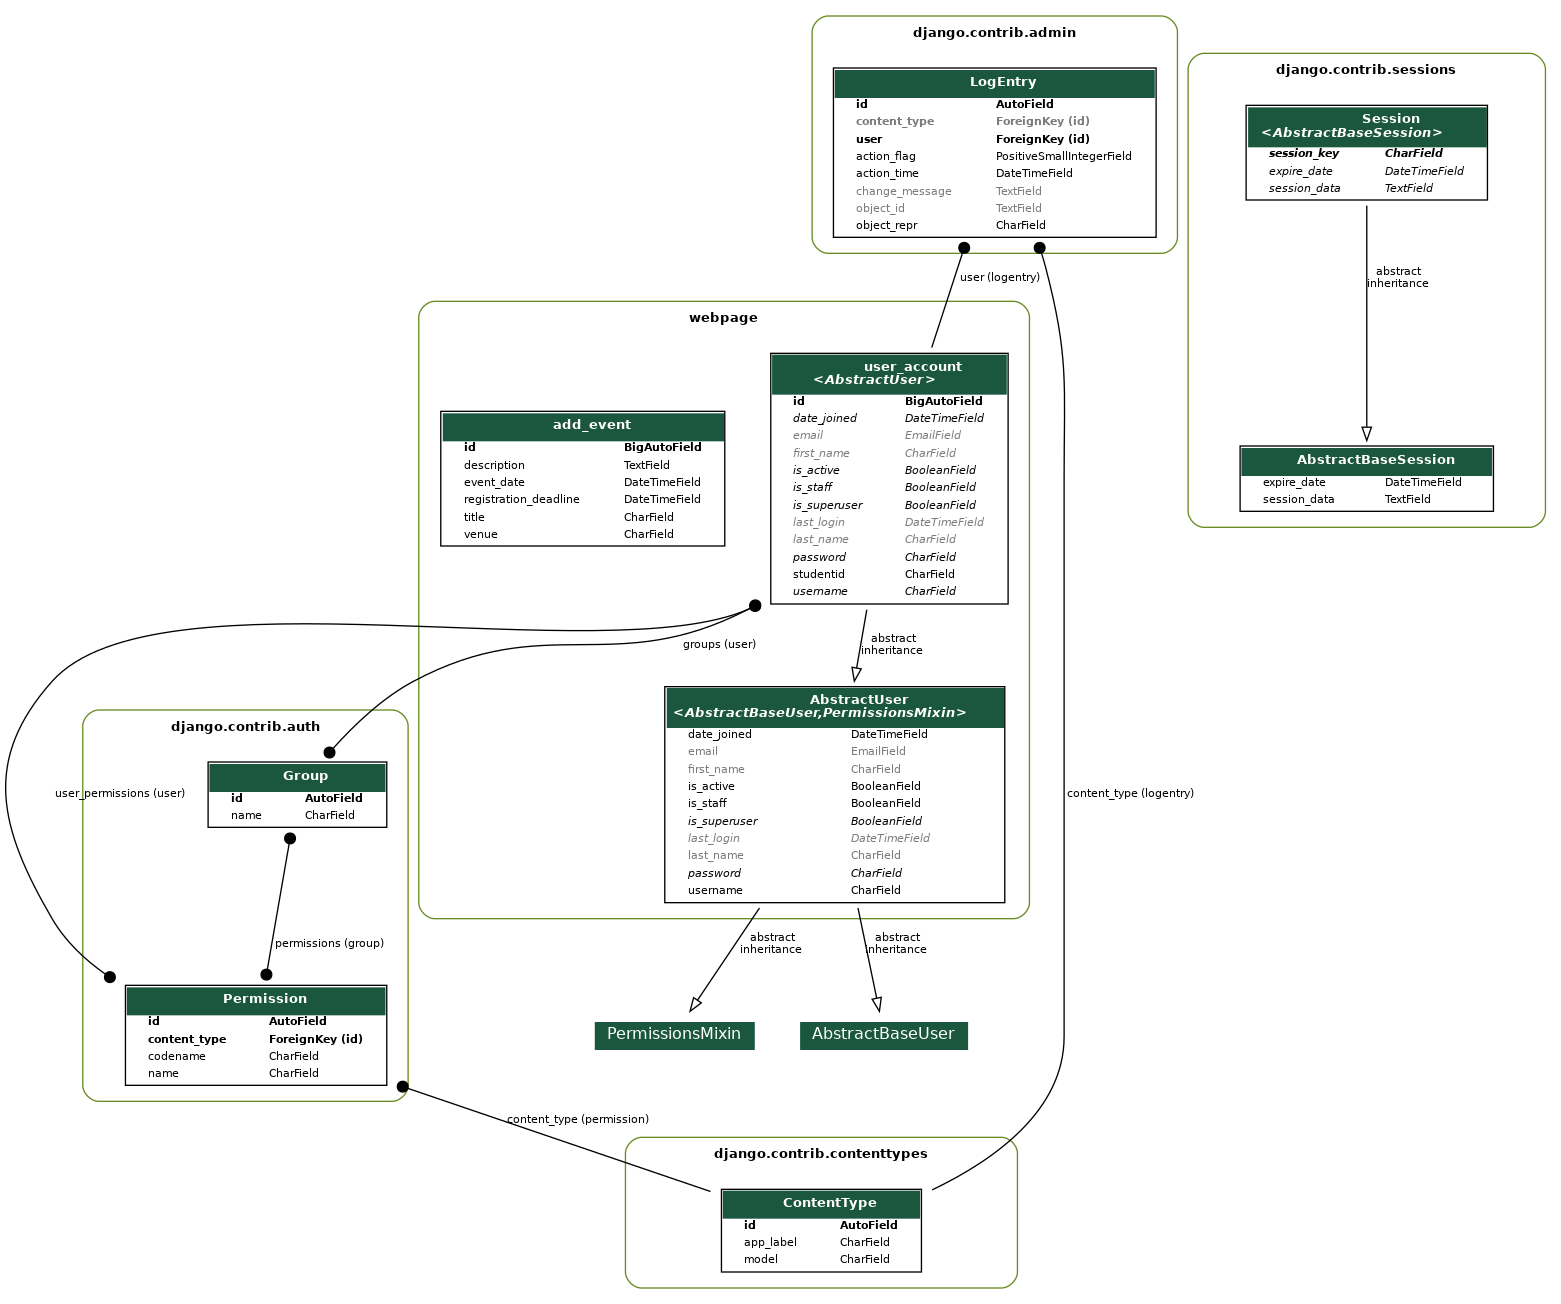 django.contrib.admin
LogEntry
id AutoField
content_type ForeignKey (id)
user ForeignKey (id)
action_flag PositiveSmallIntegerField
action_time DateTimeField
change_message TextField
object_id TextField
object_repr CharField
django.contrib.sessions
Session
<AbstractBaseSession>
session_key CharField
expire_date DateTimeField
session_data TextField
abstract
inheritance
AbstractBaseSession
expire_date DateTimeField
session_data TextField
user (logentry)
webpage
add_event
id BigAutoField
description TextField
event_date DateTimeField
registration_deadline DateTimeField
title CharField
venue CharField
user_account
<AbstractUser>
id BigAutoField
date_joined DateTimeField
email EmailField
first_name CharField
is_active BooleanField
is_staff BooleanField
is_superuser BooleanField
last_login DateTimeField
last_name CharField
password CharField
studentid CharField
username CharField
groups (user)
abstract
inheritance
AbstractUser
<AbstractBaseUser,PermissionsMixin>
date_joined DateTimeField
email EmailField
first_name CharField
is_active BooleanField
is_staff BooleanField
is_superuser BooleanField
last_login DateTimeField
last_name CharField
password CharField
username CharField
django.contrib.auth
Group
id AutoField
name CharField
user_permissions (user)
content_type (logentry)
permissions (group)
abstract
inheritance
abstract
inheritance
Permission
id AutoField
content_type ForeignKey (id)
codename CharField
name CharField
PermissionsMixin
AbstractBaseUser
content_type (permission)
django.contrib.contenttypes
ContentType
id AutoField
app_label CharField
model CharField